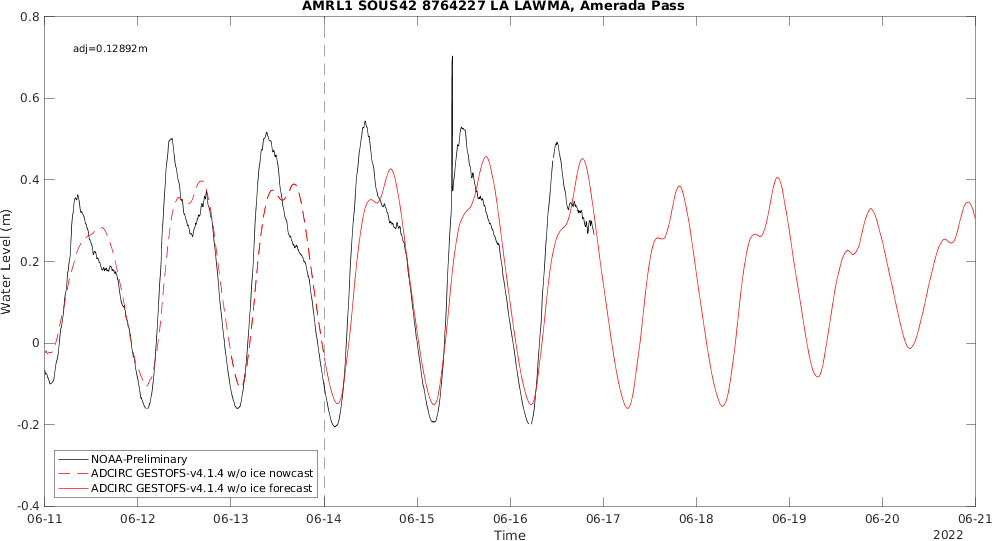 AMRL1 SOUS42 8764227 LA LAWMA, Amerada Pass
0.8
adj=0.12892m
0.6
0.4
0.2
0
-0.2
-0.4
Water Level (m)
NOAA-Preliminary
ADCIRC GESTOFS-v4.1.4 w/o ice nowcast
ADCIRC GESTOFS-v4.1.4 w/o ice forecast
06-11 06-12 06-13 06-14 06-15 06-16 06-17 06-18 06-19 06-20 06-21
Time
2022